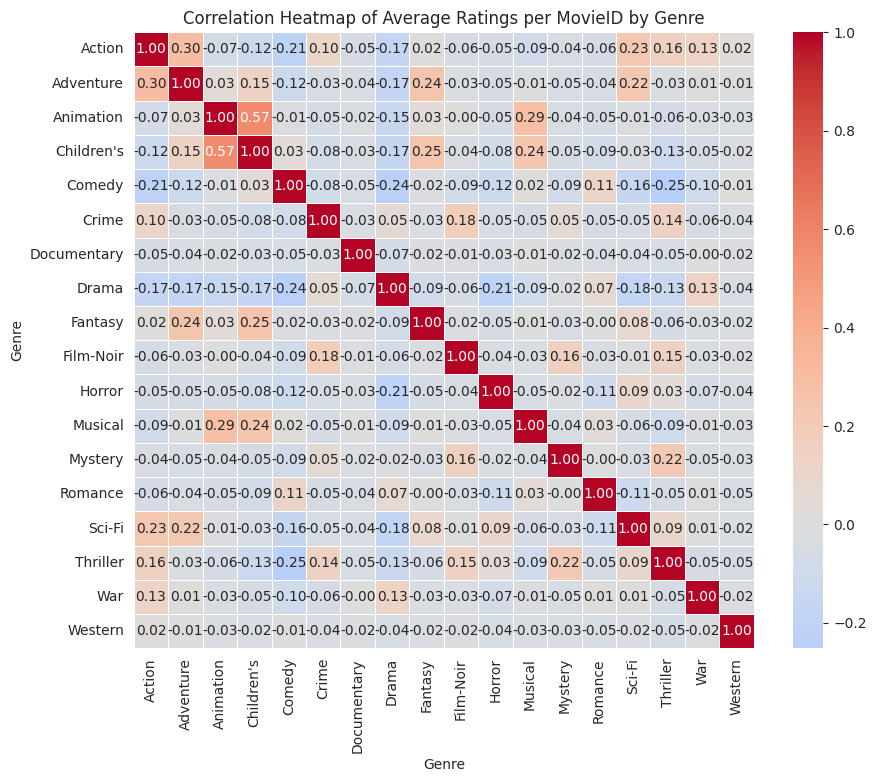 Correlation Heatmap of Average Ratings per MovieID by Genre
Action 1.00 0.30 -0.07 -0.12 -0.21 0.10 -0.05 -0.17 0.02 -0.06 -0.05 -0.09 -0.04 -0.06 0.23 0.16 0.13 0.02
Adventure 0.30 1.00 0.03 0.15 -0.12 -0.03 -0.04 -0.17 0.24 -0.03 -0.05 -0.01 -0.05 -0.04 0.22 -0.03 0.01 -0.01
Animation -0.07 0.03 1.00 0.57 -0.01 -0.05 -0.02 -0.15 0.03 -0.00 -0.05 0.29 -0.04 -0.05 -0.01 -0.06 -0.03 -0.03
Children's -0.12 0.15 0.57 1.00 0.03 -0.08 -0.03 -0.17 0.25 -0.04 -0.08 0.24 -0.05 -0.09 -0.03 -0.13 -0.05 -0.02
Comedy -0.21 -0.12 -0.01 0.03 1.00 -0.08 -0.05 -0.24 -0.02 -0.09 -0.12 0.02 -0.09 0.11 -0.16 -0.25 -0.10 -0.01
Crime 0.10 -0.03 -0.05 -0.08 -0.08 1.00 -0.03 0.05 -0.03 0.18 -0.05 -0.05 0.05 -0.05 -0.05 0.14 -0.06 -0.04
Documentary -0.05 -0.04 -0.02 -0.03 -0.05 -0.03 1.00 -0.07 -0.02 -0.01 -0.03 -0.01 -0.02 -0.04 -0.04 -0.05 -0.00 -0.02
Drama -0.17 -0.17 -0.15 -0.17 -0.24 0.05 -0.07 1.00 -0.09 -0.06 -0.21 -0.09 -0.02 0.07 -0.18 -0.13 0.13 -0.04
Fantasy 0.02 0.24 0.03 0.25 -0.02 -0.03 -0.02 -0.09 1.00 -0.02 -0.05 -0.01 -0.03 -0.00 0.08 -0.06 -0.03 -0.02
Film-Noir -0.06 -0.03 -0.00 -0.04 -0.09 0.18 -0.01 -0.06 -0.02 1.00 -0.04 -0.03 0.16 -0.03 -0.01 0.15 -0.03 -0.02
Horror -0.05 -0.05 -0.05 -0.08 -0.12 -0.05 -0.03 -0.21 -0.05 -0.04 1.00 -0.05 -0.02 -0.11 0.09 0.03 -0.07 -0.04
Musical -0.09 -0.01 0.29 0.24 0.02 -0.05 -0.01 -0.09 -0.01 -0.03 -0.05 1.00 -0.04 0.03 -0.06 -0.09 -0.01 -0.03
Mystery -0.04 -0.05 -0.04 -0.05 -0.09 0.05 -0.02 -0.02 -0.03 0.16 -0.02 -0.04 1.00 -0.00 -0.03 0.22 -0.05 -0.03
Romance -0.06 -0.04 -0.05 -0.09 0.11 -0.05 -0.04 0.07 -0.00 -0.03 -0.11 0.03 -0.00 1.00 -0.11 -0.05 0.01 -0.05
Sci-Fi 0.23 0.22 -0.01 -0.03 -0.16 -0.05 -0.04 -0.18 0.08 -0.01 0.09 -0.06 -0.03 -0.11 1.00 0.09 0.01 -0.02
Thriller 0.16 -0.03 -0.06 -0.13 -0.25 0.14 -0.05 -0.13 -0.06 0.15 0.03 -0.09 0.22 -0.05 0.09 1.00 -0.05 -0.05
War 0.13 0.01 -0.03 -0.05 -0.10 -0.06 -0.00 0.13 -0.03 -0.03 -0.07 -0.01 -0.05 0.01 0.01 -0.05 1.00 -0.02
Western 0.02 -0.01 -0.03 -0.02 -0.01 -0.04 -0.02 -0.04 -0.02 -0.02 -0.04 -0.03 -0.03 -0.05 -0.02 -0.05 -0.02 1.00
Genre
Action Adventure Animation Children's Comedy Crime Documentary Drama Fantasy Film-Noir Horror Musical Mystery Romance Sci-Fi Thriller War Western
Genre
1.0
0.8
0.6
0.4
0.2
0.0
−0.2